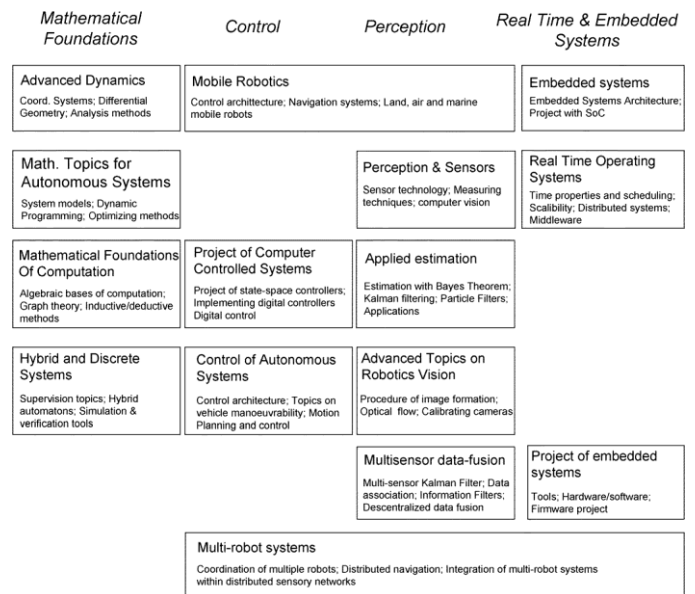 Mathematical
Foundations
Control
Perception
Real Time & Embedded
Systems
Advanced Dynamics
Coord. Systems; Differential
Geometry; Analysis methods
Mobile Robotics
Control architecture; Navigation systems; Land, air and marine
mobile robots
Embedded systems
Embedded Systems Architecture;
Project with SoC
Math. Topics for
Autonomous Systems
System models; Dynamic
Programming; Optimizing methods
Perception & Sensors
Sensor technology; Measuring
techniques; computer vision
Real Time Operating
Systems
Time properties and scheduling;
Scalibility; Distributed systems;
Middleware
Mathematical Foundations
Of Computation
Algebraic bases of computation;
Graph theory; Inductive/deductive
methods
Project of Computer
Controlled Systems
Project of state-space controllers;
Implementing digital controllers
Digital control
Applied estimation
Estimation with Bayes Theorem;
Kalman filtering; Particle Filters;
Applications
Hybrid and Discrete
Systems
Supervision topics; Hybrid
automatons; Simulation &
verification tools
Control of Autonomous
Systems
Control architecture; Topics on
vehicle manoeuvrability; Motion
Planning and control
Advanced Topics on
Robotics Vision
Procedure of image formation;
Optical flow; Calibrating cameras
Multisensor data-fusion
Multi-sensor Kalman Filter; Data
association; Information Filters;
Descentralized data fusion
Project of embedded
systems
Tools; Hardware/software;
Firmware project
Multi-robot systems
Coordination of multiple robots; Distributed navigation; Integration of multi-robot systems
within distributed sensory networks